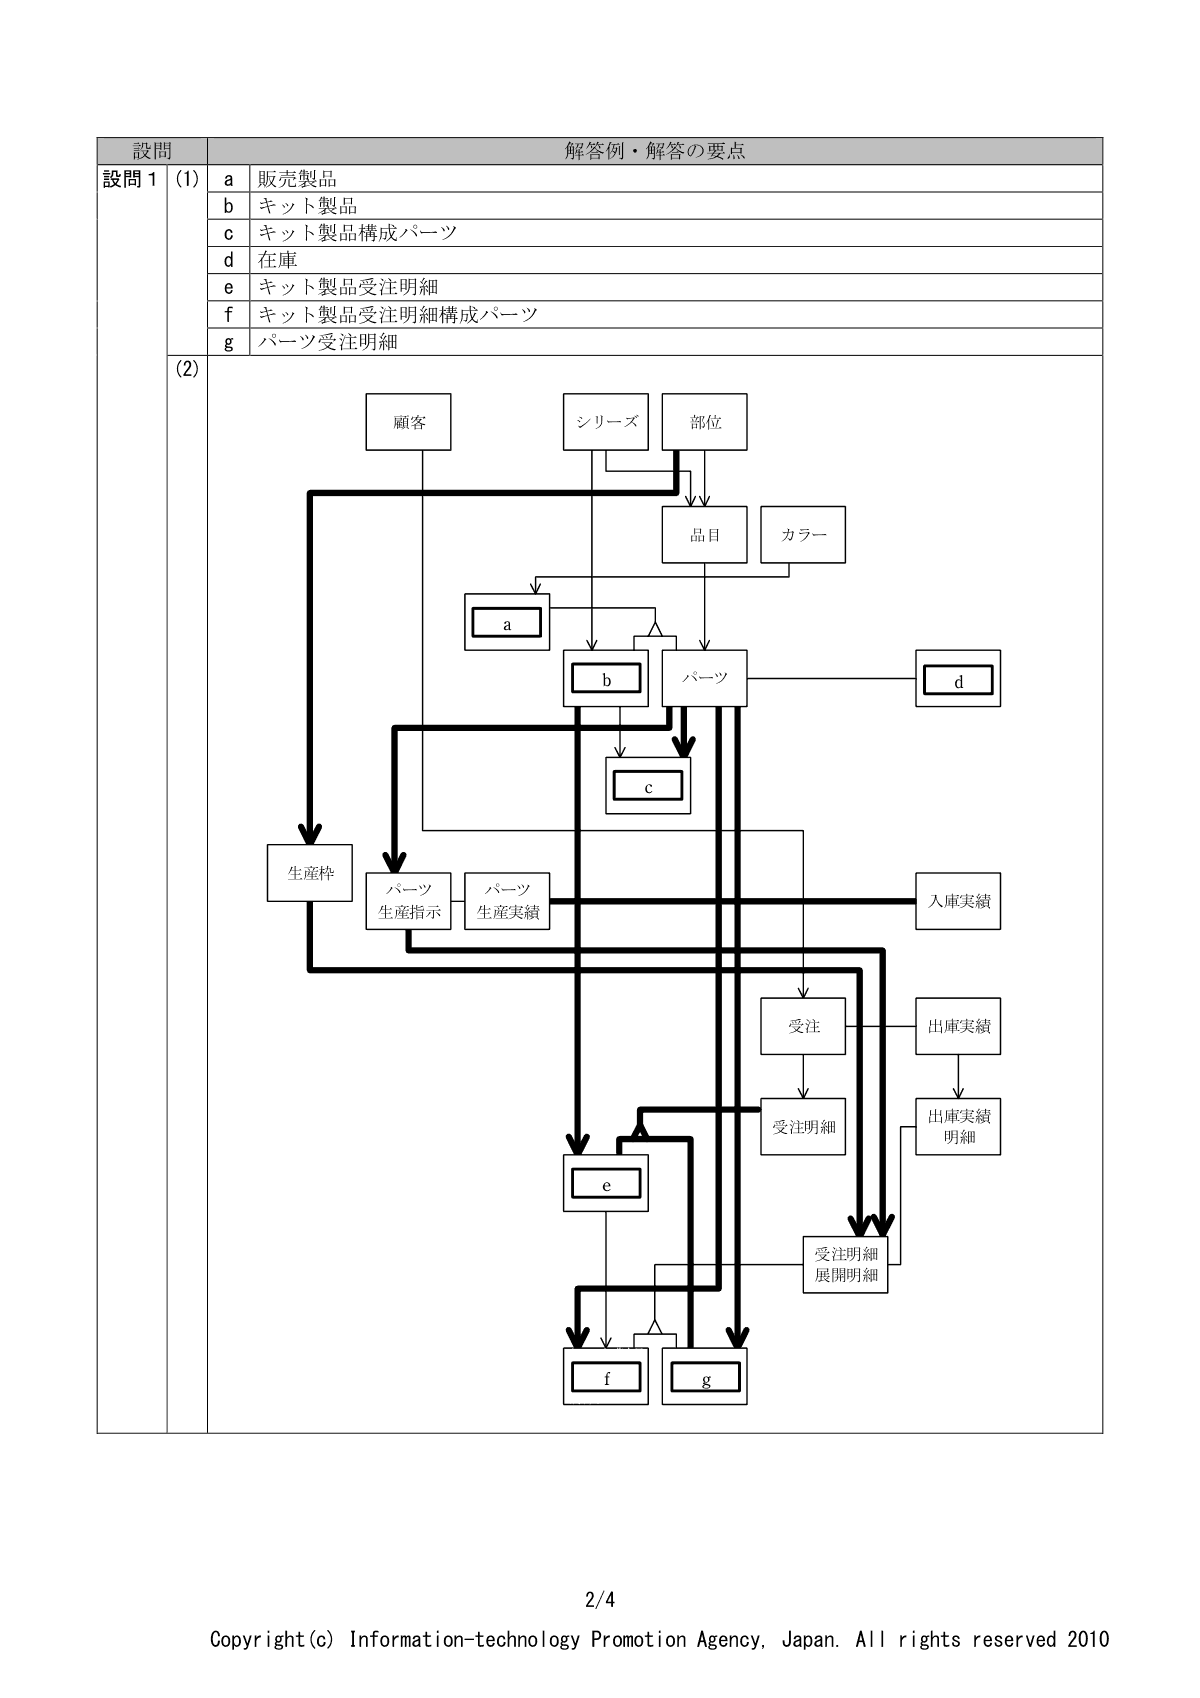 設問 解答例・解答の要点
設問１ (1) a 販売製品
b キット製品
c キット製品構成パーツ
d 在庫
e キット製品受注明細
f キット製品受注明細構成パーツ
g パーツ受注明細
(2)
顧客 シリーズ 部位
品目 カラー
a
b パーツ d
c
生産枠
パーツ
生産指示
パーツ
生産実績
入庫実績
受注 出庫実績
受注明細
出庫実績
明細
e
受注明細
展開明細
f g
2/4
Copyright(c) Information-technology Promotion Agency, Japan. All rights reserved 2010